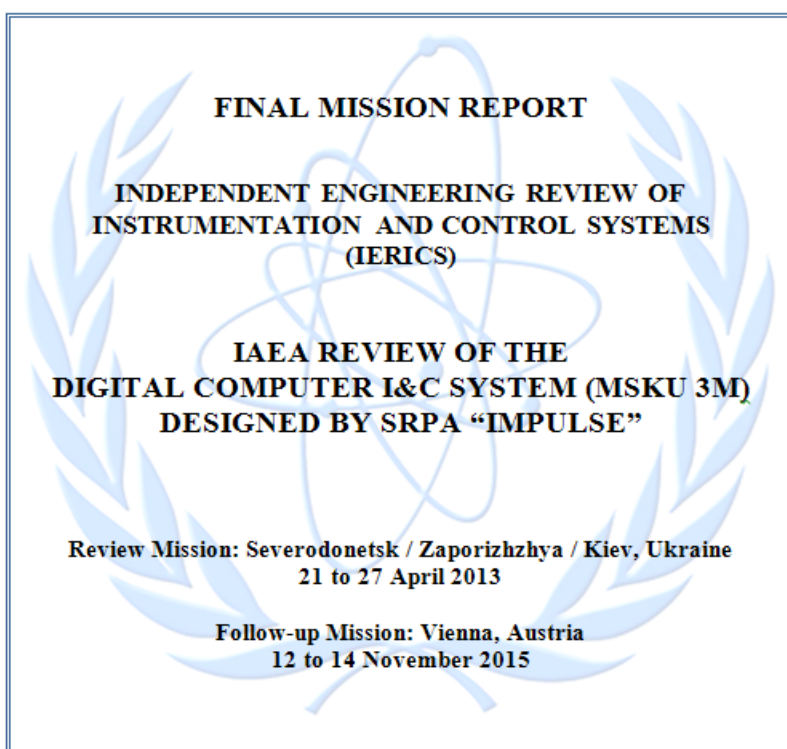 FINAL MISSION REPORT
INDEPENDENT ENGINEERING REVIEW OF
INSTRUMENTATION AND CONTROL SYSTEMS
(IERICS)
IAEA REVIEW OF THE
DIGITAL COMPUTER I&C SYSTEM (MSKU 3M)
DESIGNED BY SRPA “IMPULSE”
Review Mission: Severodonetsk / Zaporizhzhya / Kiev, Ukraine
21 to 27 April 2013
Follow-up Mission: Vienna, Austria
12 to 14 November 2015